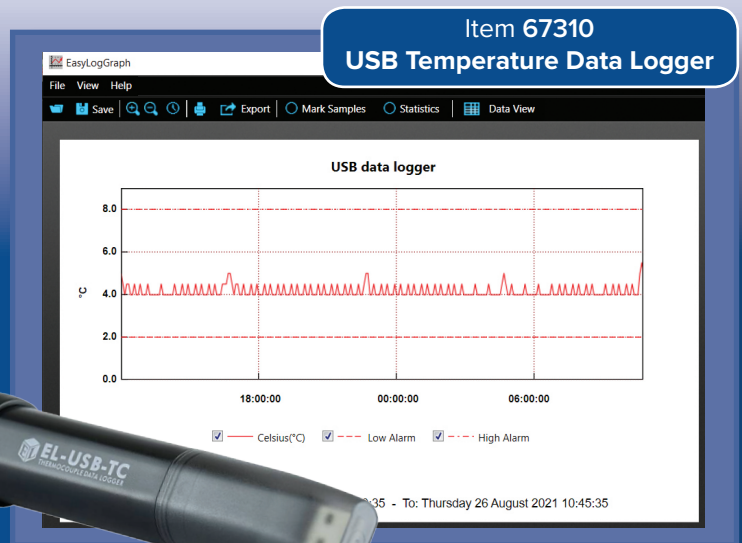 Item 67310
USB Temperature Data Logger
EasyLogGraph
File View Help
Save Export Mark Samples Statistics Data View
USB data logger
8.0
6.0
°C
4.0
2.0
0.0
18:00:00 00:00:00 06:00:00
Celsius(°C) Low Alarm High Alarm
EL-USB-TC
THERMOCOUPLE DATA LOGGER
:35 - To: Thursday 26 August 2021 10:45:35